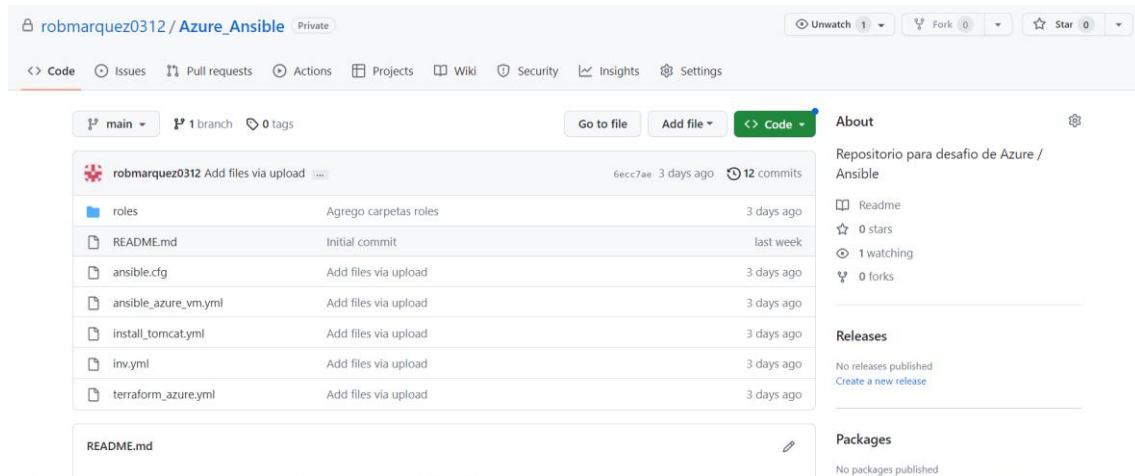 robmarquez0312 / Azure_Ansible Private
Unwatch 1 Fork 0 Star 0
<> Code Issues Pull requests Actions Projects Wiki Security Insights Settings
main 1 branch 0 tags Go to file Add file <> Code
robmarquez0312 Add files via upload ... 6ecc7ae 3 days ago 12 commits
roles Agrego carpetas roles 3 days ago
README.md Initial commit last week
ansible.cfg Add files via upload 3 days ago
ansible_azure_vm.yml Add files via upload 3 days ago
install_tomcat.yml Add files via upload 3 days ago
inv.yml Add files via upload 3 days ago
terraform_azure.yml Add files via upload 3 days ago
README.md
About
Repositorio para desafio de Azure /
Ansible
Readme
0 stars
1 watching
0 forks
Releases
No releases published
Create a new release
Packages
No packages published